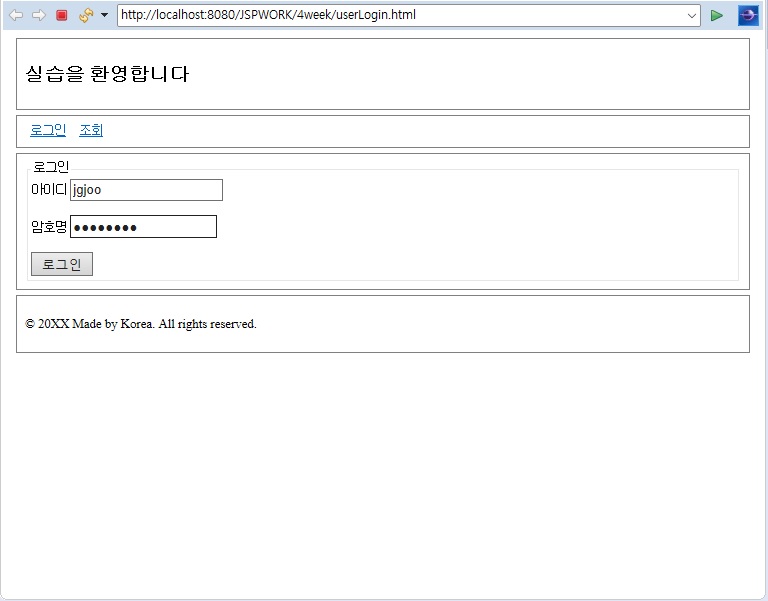 http://localhost:8080/JSPWORK/4week/userLogin.html
실습을 환영합니다
로그인 조회
로그인
아이디 jgjoo
암호명 ●●●●●●●●
로그인
© 20XX Made by Korea. All rights reserved.